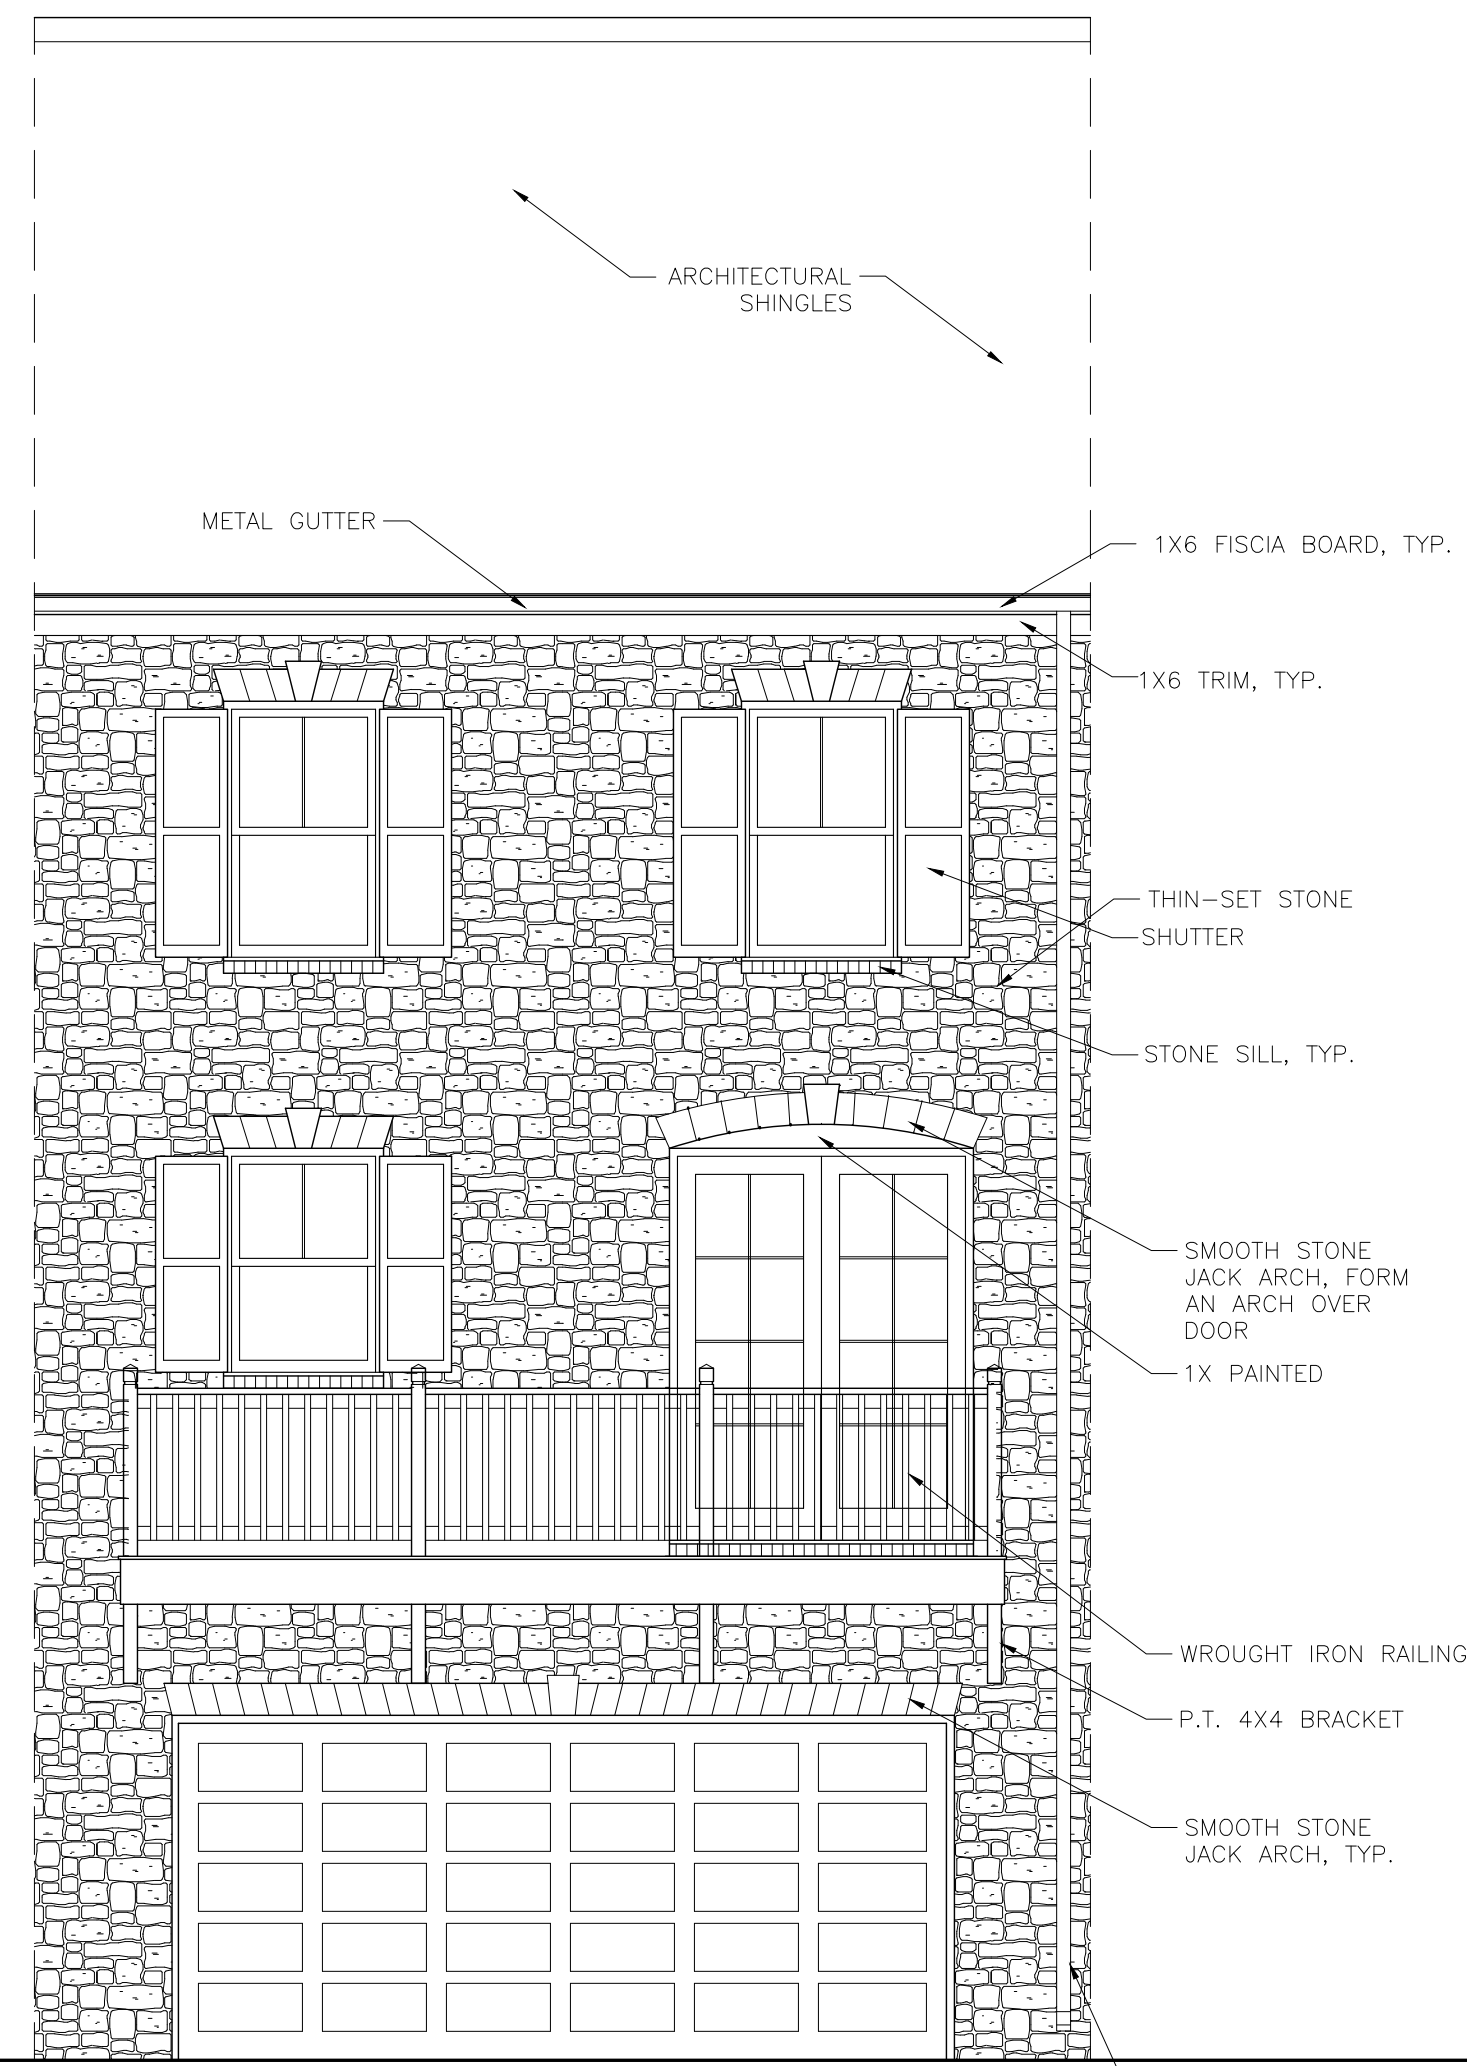 ARCHITECTURAL
SHINGLES
METAL GUTTER
1X6 FISCIA BOARD, TYP.
1X6 TRIM, TYP.
THIN-SET STONE
SHUTTER
STONE SILL, TYP.
SMOOTH STONE
JACK ARCH, FORM
AN ARCH OVER
DOOR
1X PAINTED
WROUGHT IRON RAILING
P.T. 4X4 BRACKET
SMOOTH STONE
JACK ARCH, TYP.